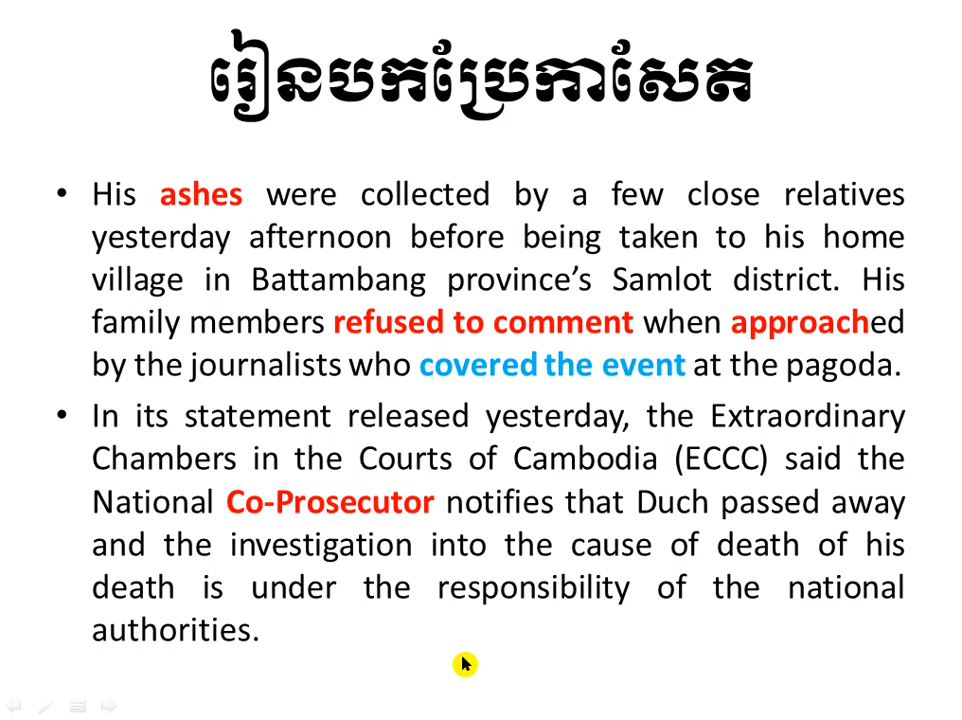 រៀនបកប្រែកាសែត
• His ashes were collected by a few close relatives
yesterday afternoon before being taken to his home
village in Battambang province’s Samlot district. His
family members refused to comment when approached
by the journalists who covered the event at the pagoda.
• In its statement released yesterday, the Extraordinary
Chambers in the Courts of Cambodia (ECCC) said the
National Co-Prosecutor notifies that Duch passed away
and the investigation into the cause of death of his
death is under the responsibility of the national
authorities.